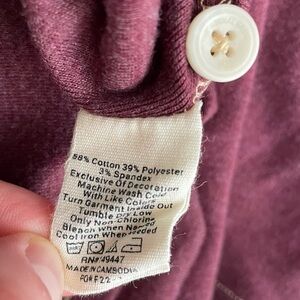 58% Cotton 39% Polyester
3% Spandex
Exclusive Of Decoration
Machine Wash Cold
With Like Colors
Turn Garment Inside Out
Tumble Dry Low
Only Non-Chlorine
Bleach When Needed
Cool Iron When Needed
RN# 49447
MADE IN CAMBODIA